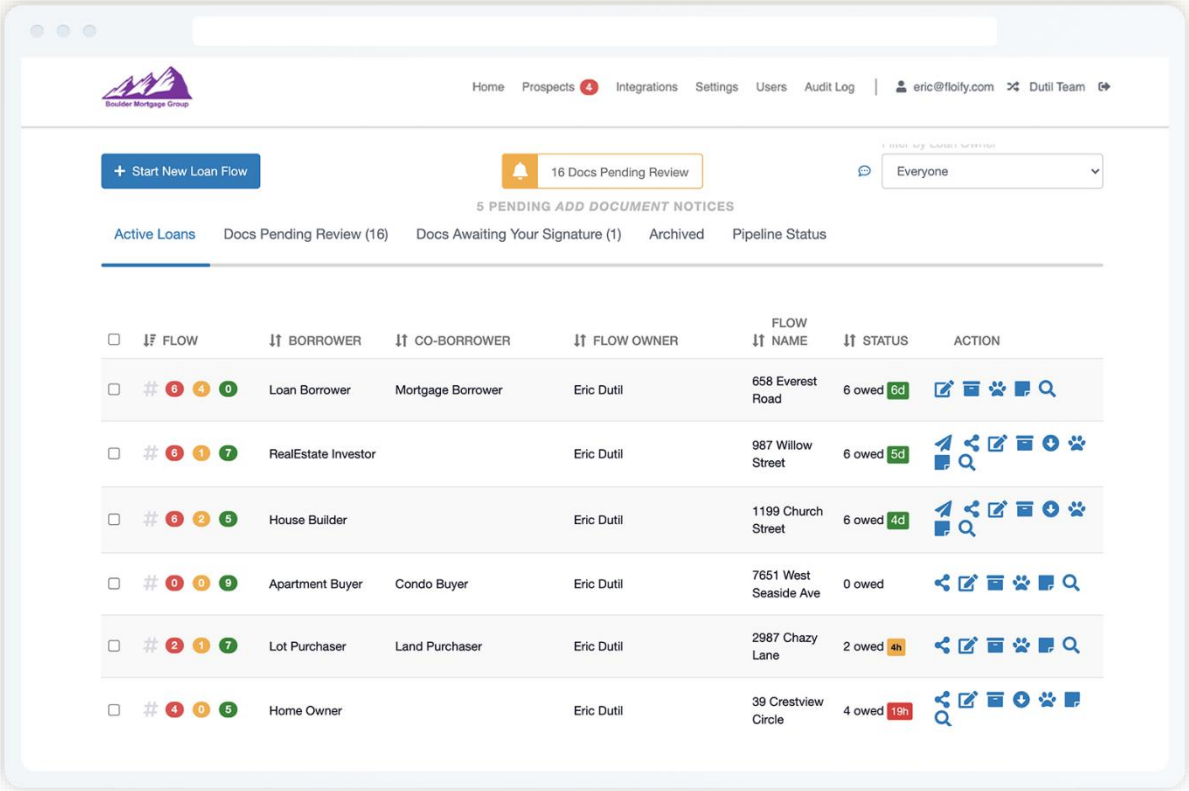 Boulder Mortgage Group
Home Prospects 4 Integrations Settings Users Audit Log eric@floify.com Dutil Team
Filter by Loan Owner
+ Start New Loan Flow
16 Docs Pending Review
Everyone
5 PENDING ADD DOCUMENT NOTICES
Active Loans Docs Pending Review (16) Docs Awaiting Your Signature (1) Archived Pipeline Status
FLOW BORROWER CO-BORROWER FLOW OWNER FLOW NAME STATUS ACTION
# 6 4 0 Loan Borrower Mortgage Borrower Eric Dutil 658 Everest Road 6 owed 6d
# 6 1 7 RealEstate Investor Eric Dutil 987 Willow Street 6 owed 5d
# 6 2 5 House Builder Eric Dutil 1199 Church Street 6 owed 4d
# 0 0 9 Apartment Buyer Condo Buyer Eric Dutil 7651 West Seaside Ave 0 owed
# 2 1 7 Lot Purchaser Land Purchaser Eric Dutil 2987 Chazy Lane 2 owed 4h
# 4 0 5 Home Owner Eric Dutil 39 Crestview Circle 4 owed 19h